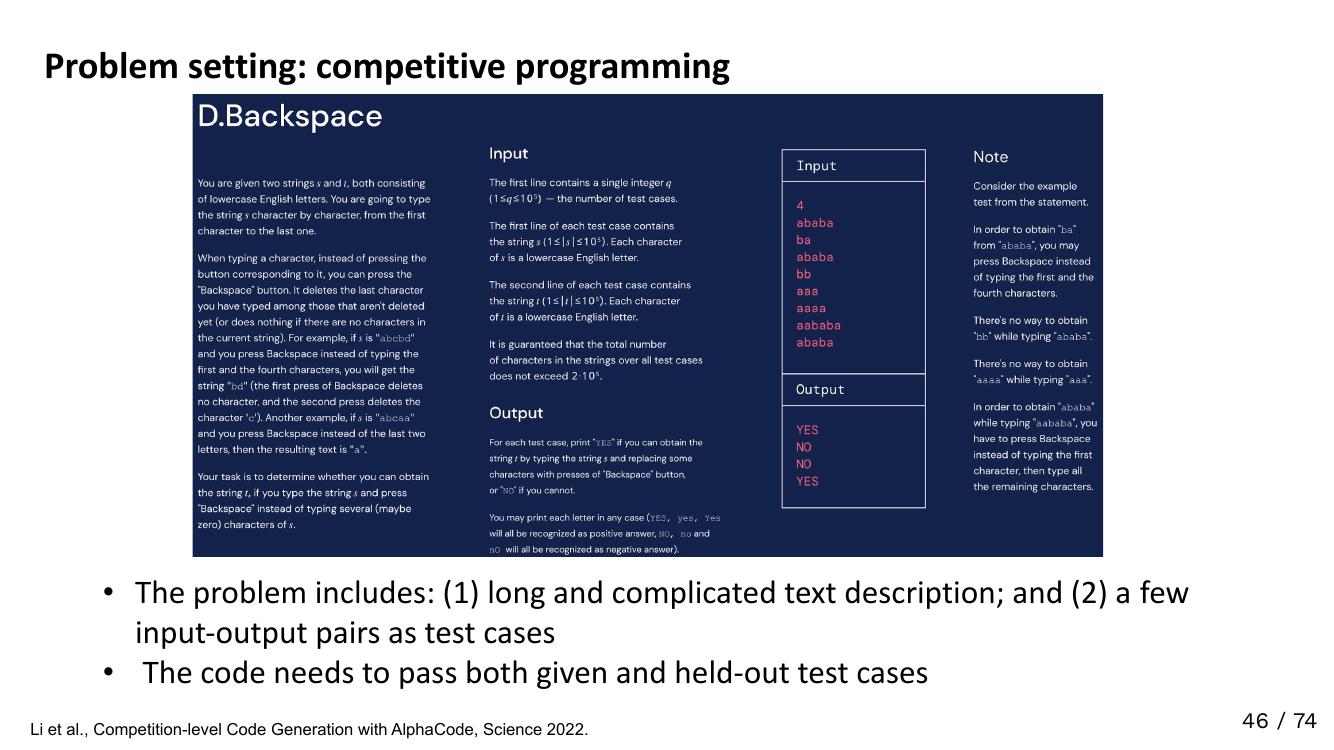 Problem setting: competitive programming
D.Backspace
You are given two strings s and t, both consisting
of lowercase English letters. You are going to type
the string s character by character, from the first
character to the last one.
When typing a character, instead of pressing the
button corresponding to it, you can press the
"Backspace" button. It deletes the last character
you have typed among those that aren't deleted
yet (or does nothing if there are no characters in
the current string). For example, if s is "abcbd"
and you press Backspace instead of typing the
first and the fourth characters, you will get the
string "bd" (the first press of Backspace deletes
no character, and the second press deletes the
character 'c'). Another example, if s is "abcaa"
and you press Backspace instead of the last two
letters, then the resulting text is "a".
Your task is to determine whether you can obtain
the string t, if you type the string s and press
"Backspace" instead of typing several (maybe
zero) characters of s.
Input
The first line contains a single integer q
(1≤q≤10⁵) — the number of test cases.
The first line of each test case contains
the string s (1≤|s|≤10⁵). Each character
of s is a lowercase English letter.
The second line of each test case contains
the string t (1≤|t|≤10⁵). Each character
of t is a lowercase English letter.
It is guaranteed that the total number
of characters in the strings over all test cases
does not exceed 2·10⁵.
Output
For each test case, print "YES" if you can obtain the
string t by typing the string s and replacing some
characters with presses of "Backspace" button,
or "NO" if you cannot.
You may print each letter in any case (YES, yes, Yes
will all be recognized as positive answer, NO, no and
nO will all be recognized as negative answer).
Input
4
ababa
ba
ababa
bb
aaa
aaaa
aababa
ababa
Output
YES
NO
NO
YES
Note
Consider the example
test from the statement.
In order to obtain "ba"
from "ababa", you may
press Backspace instead
of typing the first and the
fourth characters.
There's no way to obtain
"bb" while typing "ababa".
There's no way to obtain
"aaaa" while typing "aaa".
In order to obtain "ababa"
while typing "aababa", you
have to press Backspace
instead of typing the first
character, then type all
the remaining characters.
• The problem includes: (1) long and complicated text description; and (2) a few
input-output pairs as test cases
• The code needs to pass both given and held-out test cases
Li et al., Competition-level Code Generation with AlphaCode, Science 2022.
46 / 74